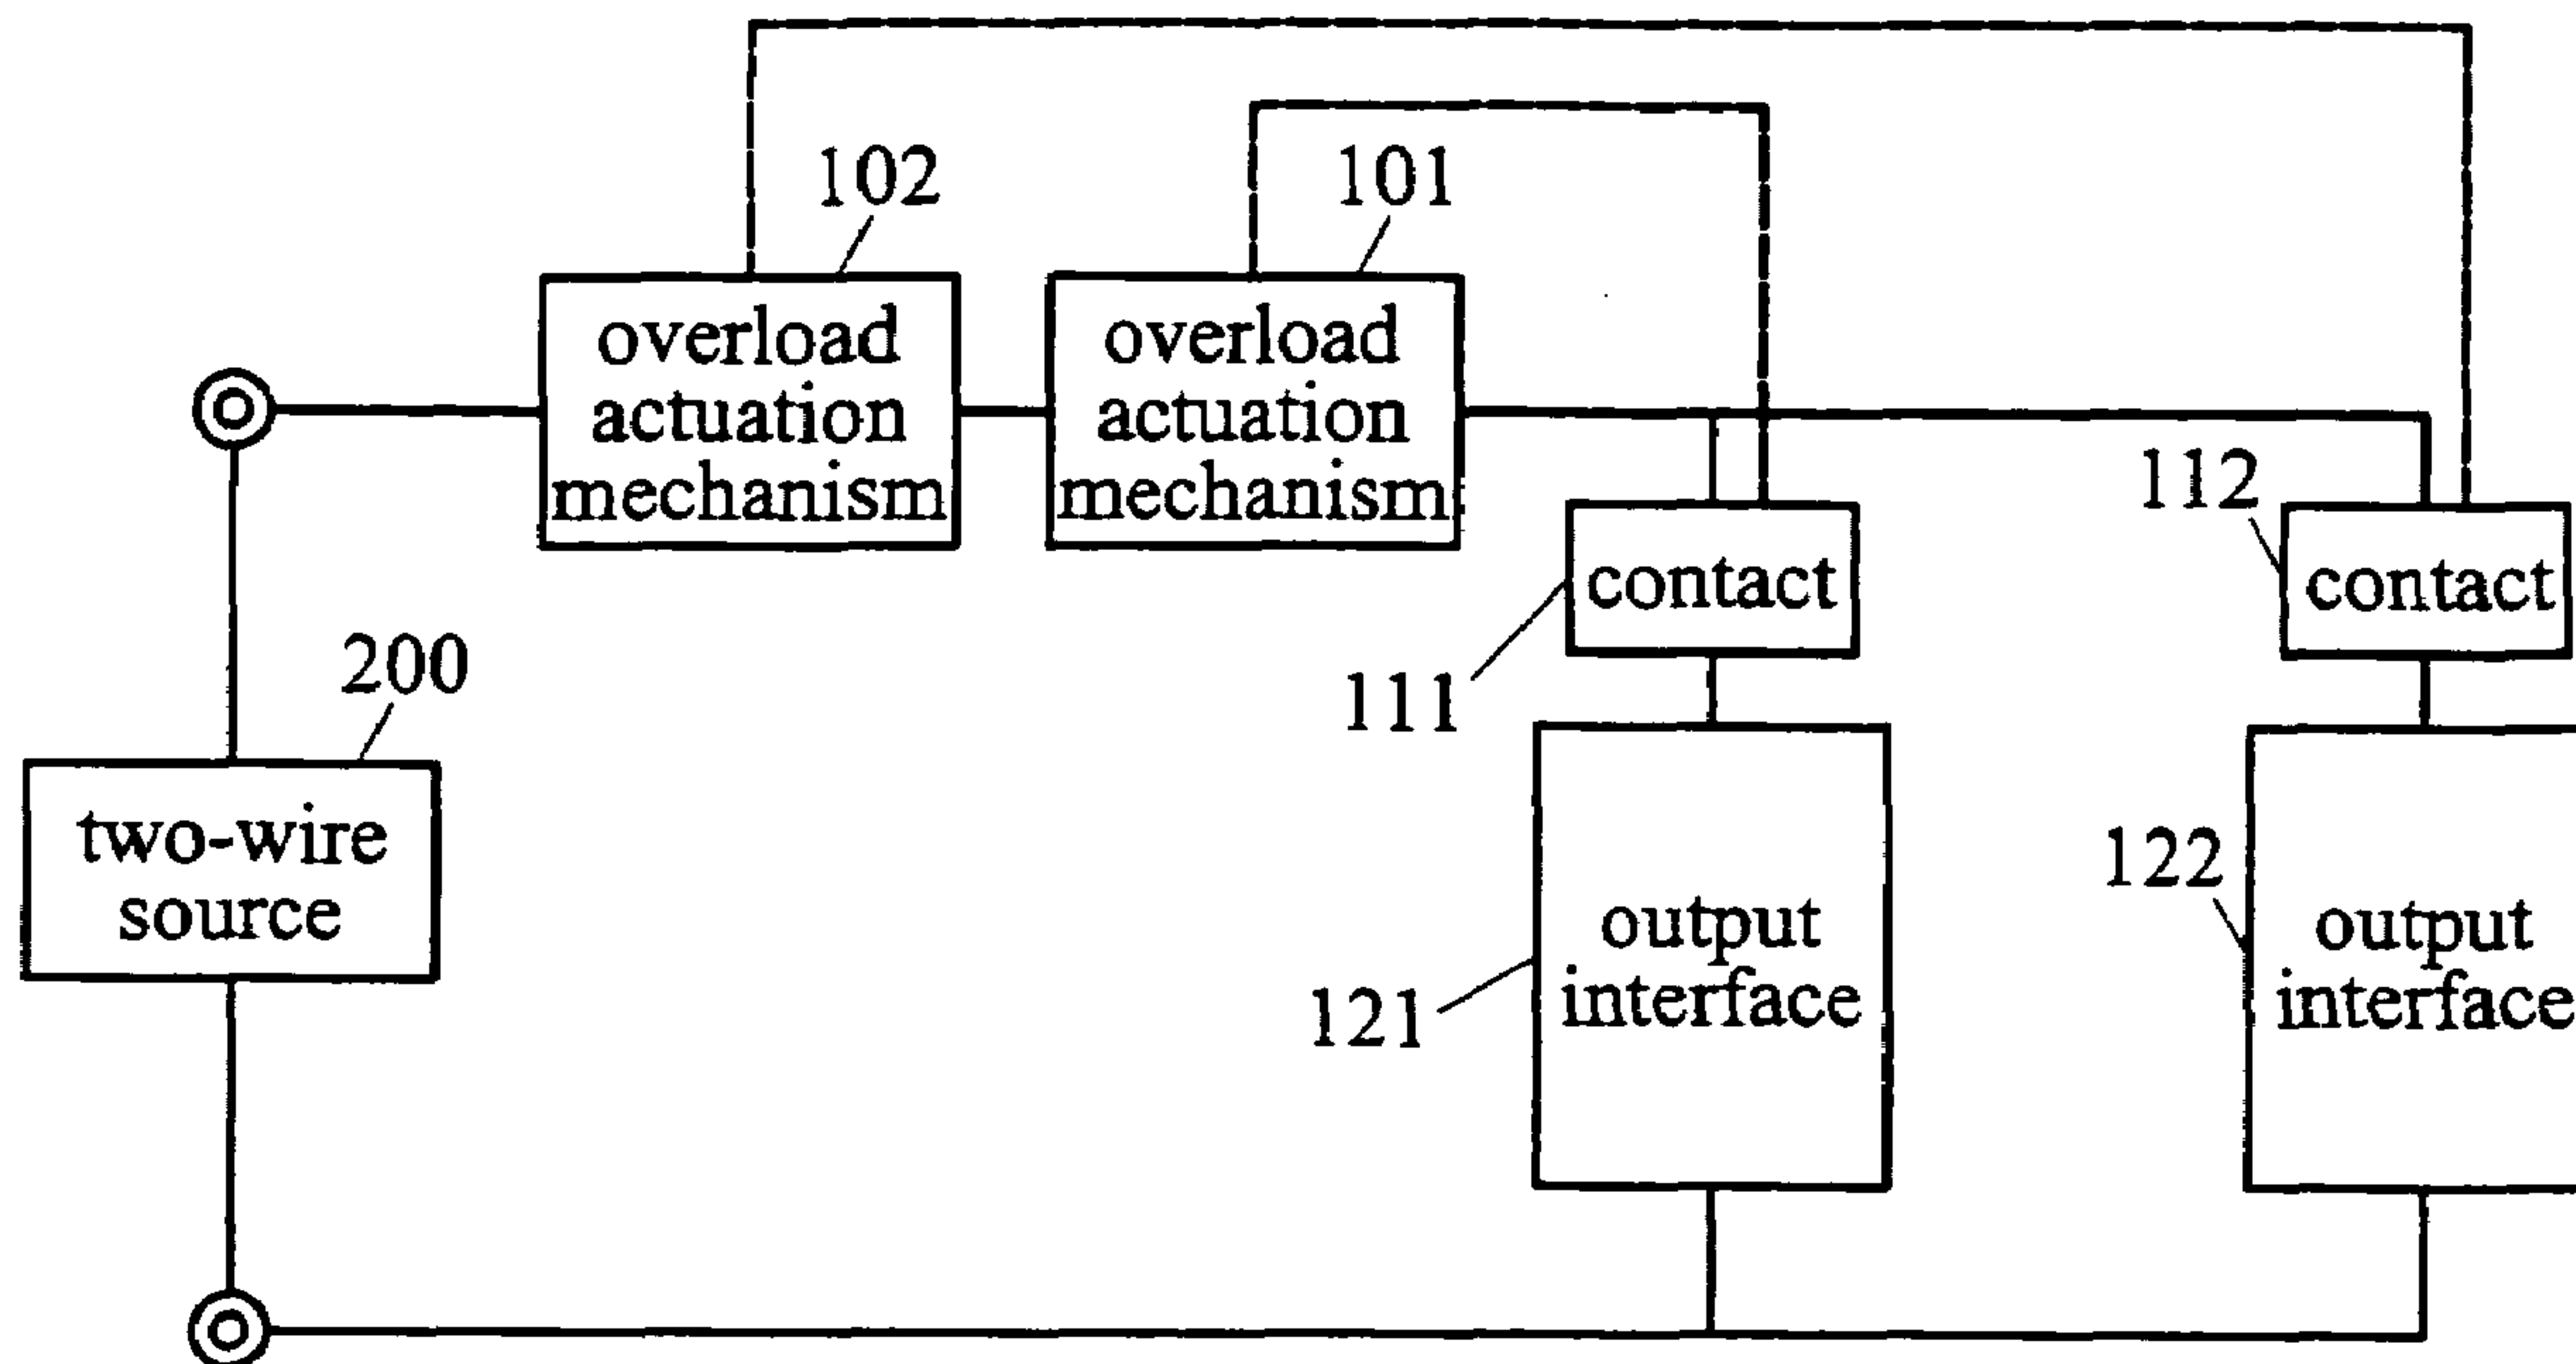 102
101
overload
actuation
mechanism
overload
actuation
mechanism
112
contact
contact
111
200
two-wire
source
122
output
interface
output
interface
121